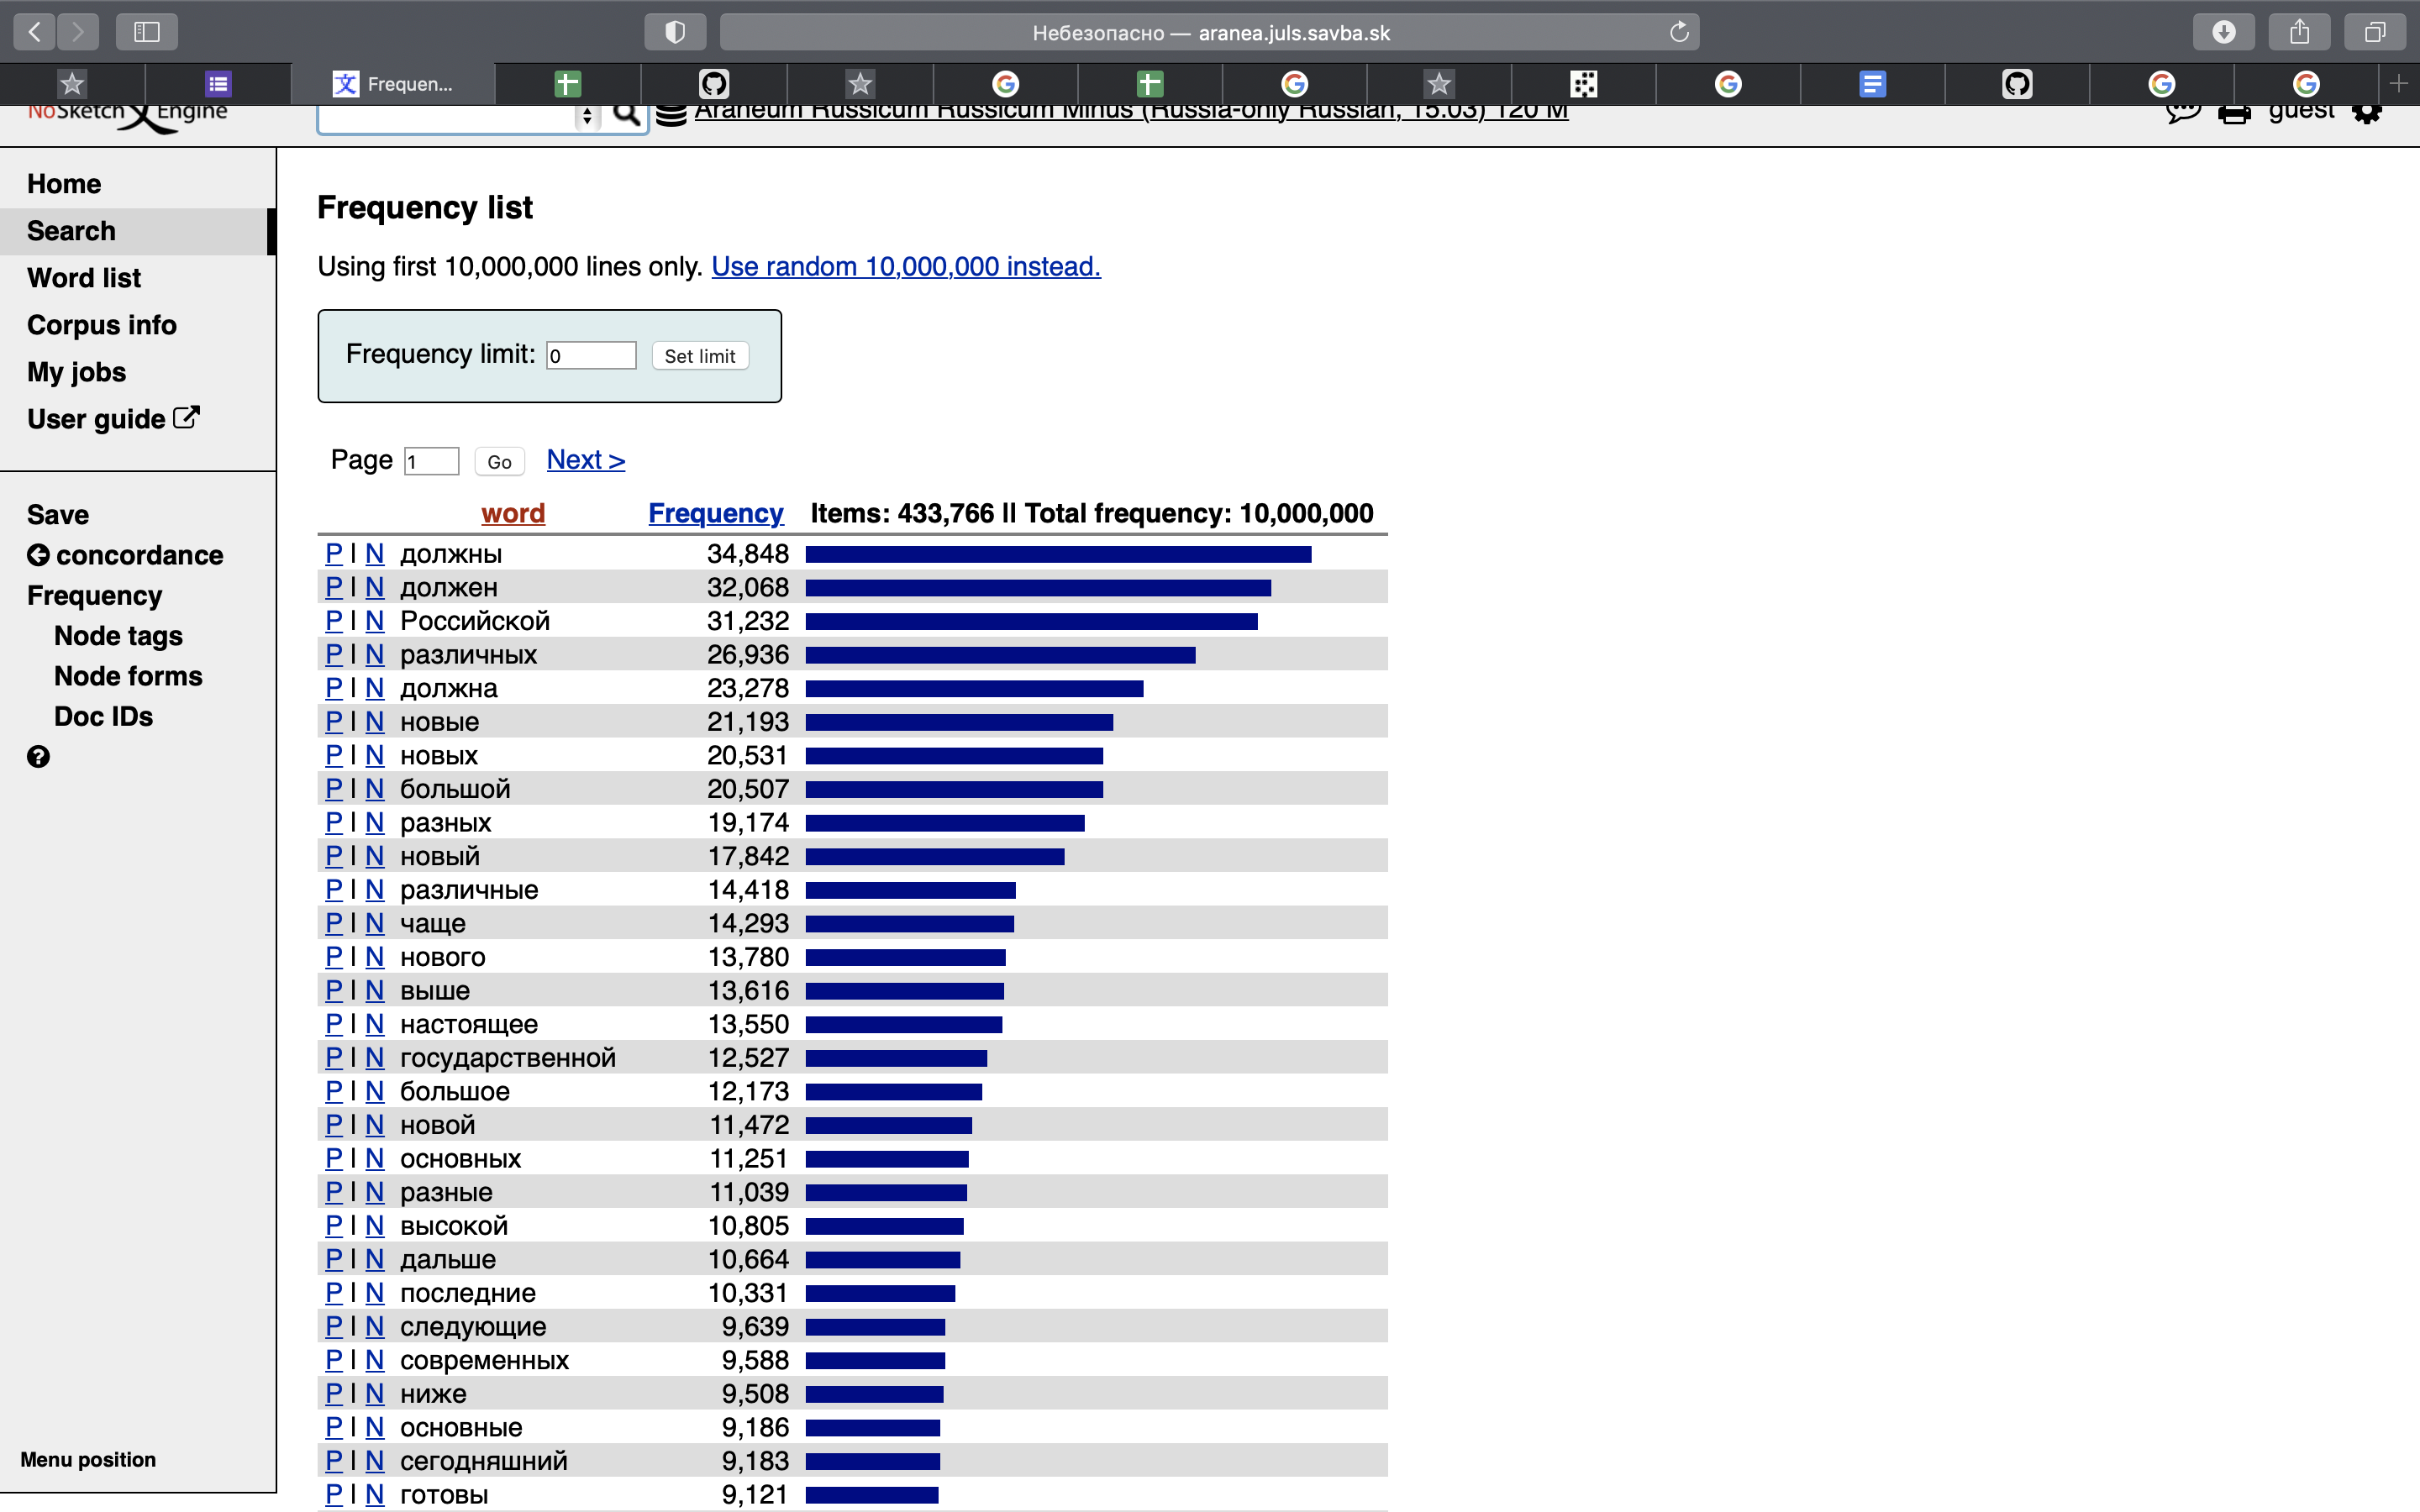 Небезопасно — aranea.juls.savba.sk
Frequen...
NoSketch Engine
Araneum Russicum Russicum Minus (Russia-only Russian, 15.03) 120 M
guest
Home
Search
Word list
Corpus info
My jobs
User guide
Save
concordance
Frequency
Node tags
Node forms
Doc IDs
?
Menu position
Frequency list
Using first 10,000,000 lines only. Use random 10,000,000 instead.
Frequency limit: 0 Set limit
Page 1 Go Next >
word Frequency Items: 433,766 || Total frequency: 10,000,000
P | N должны 34,848
P | N должен 32,068
P | N Российской 31,232
P | N различных 26,936
P | N должна 23,278
P | N новые 21,193
P | N новых 20,531
P | N большой 20,507
P | N разных 19,174
P | N новый 17,842
P | N различные 14,418
P | N чаще 14,293
P | N нового 13,780
P | N выше 13,616
P | N настоящее 13,550
P | N государственной 12,527
P | N большое 12,173
P | N новой 11,472
P | N основных 11,251
P | N разные 11,039
P | N высокой 10,805
P | N дальше 10,664
P | N последние 10,331
P | N следующие 9,639
P | N современных 9,588
P | N ниже 9,508
P | N основные 9,186
P | N сегодняшний 9,183
P | N готовы 9,121